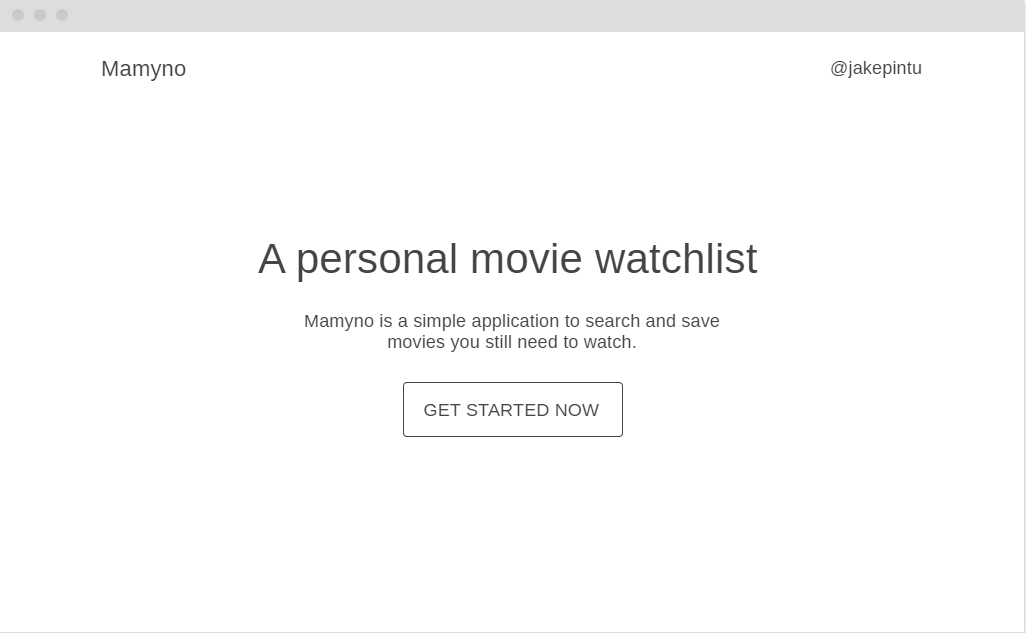 Mamyno
@jakepintu
A personal movie watchlist
Mamyno is a simple application to search and save
movies you still need to watch.
GET STARTED NOW